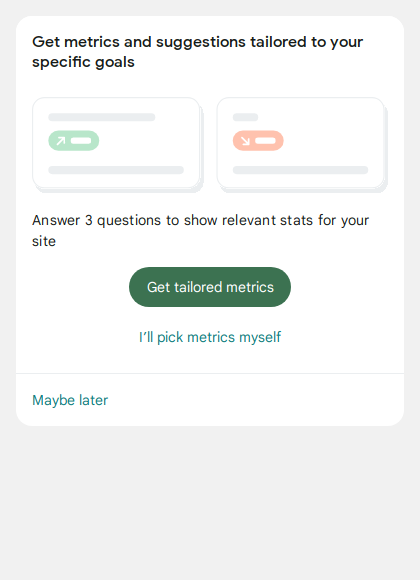 Get metrics and suggestions tailored to your
specific goals
Answer 3 questions to show relevant stats for your
site
Get tailored metrics
I’ll pick metrics myself
Maybe later